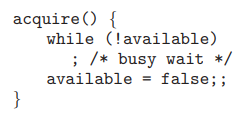 acquire() {
while (!available)
; /* busy wait */
available = false;;
}